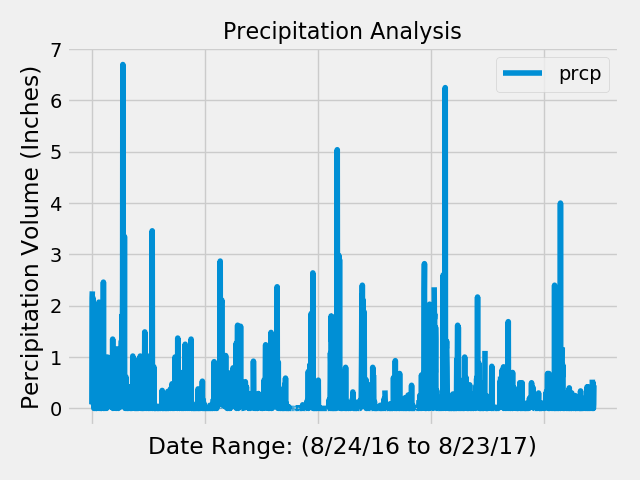 Precipitation Analysis
prcp
Percipitation Volume (Inches)
7
6
5
4
3
2
1
0
Date Range: (8/24/16 to 8/23/17)